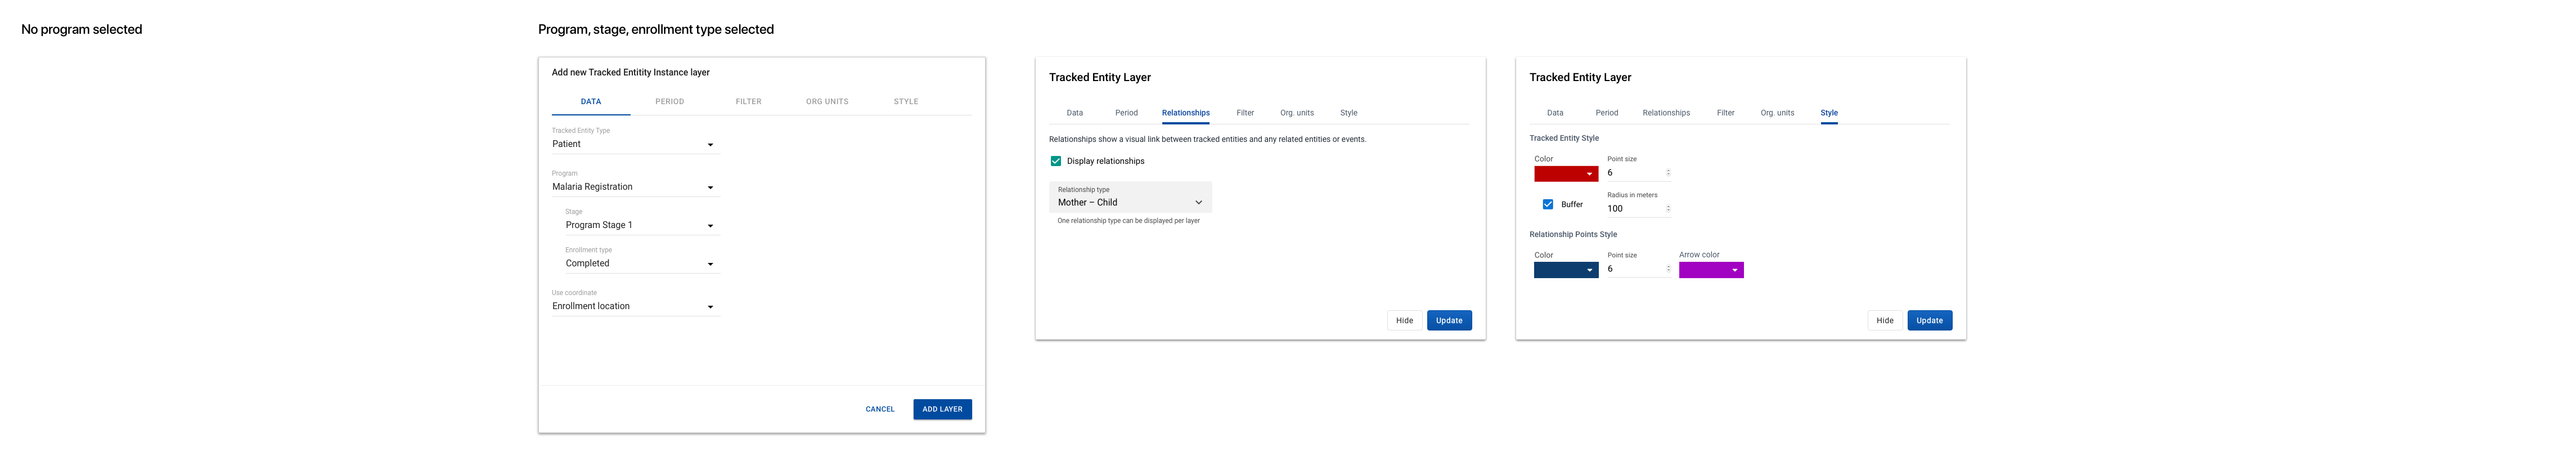 No program selected
Program, stage, enrollment type selected
Add new Tracked Entitity Instance layer
DATA PERIOD FILTER ORG UNITS STYLE
Tracked Entity Type
Patient
Program
Malaria Registration
Stage
Program Stage 1
Enrollment type
Completed
Use coordinate
Enrollment location
CANCEL ADD LAYER
Tracked Entity Layer
Data Period Relationships Filter Org. units Style
Relationships show a visual link between tracked entities and any related entities or events.
Display relationships
Relationship type
Mother – Child
One relationship type can be displayed per layer
Hide Update
Tracked Entity Layer
Data Period Relationships Filter Org. units Style
Tracked Entity Style
Color Point size
6
Radius in meters
Buffer 100
Relationship Points Style
Color Point size Arrow color
6
Hide Update